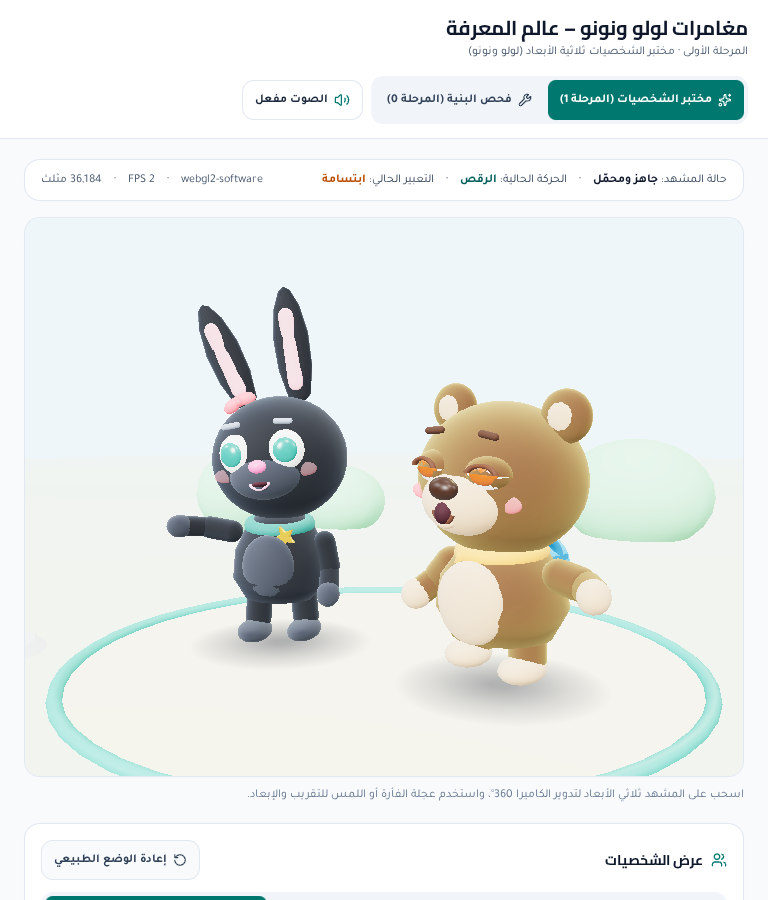 مغامرات لولو ونونو – عالم المعرفة
المرحلة الأولى · مختبر الشخصيات ثلاثية الأبعاد (لولو ونونو)
مختبر الشخصيات (المرحلة 1)
فحص البنية (المرحلة 0)
الصوت مفعل
حالة المشهد: جاهز ومحمّل · الحركة الحالية: الرقص · التعبير الحالي: ابتسامة
webgl2-software · FPS 2 · 36,184 مثلث
اسحب على المشهد ثلاثي الأبعاد لتدوير الكاميرا 360°، واستخدم عجلة الفأرة أو اللمس للتقريب والإبعاد.
عرض الشخصيات
إعادة الوضع الطبيعي